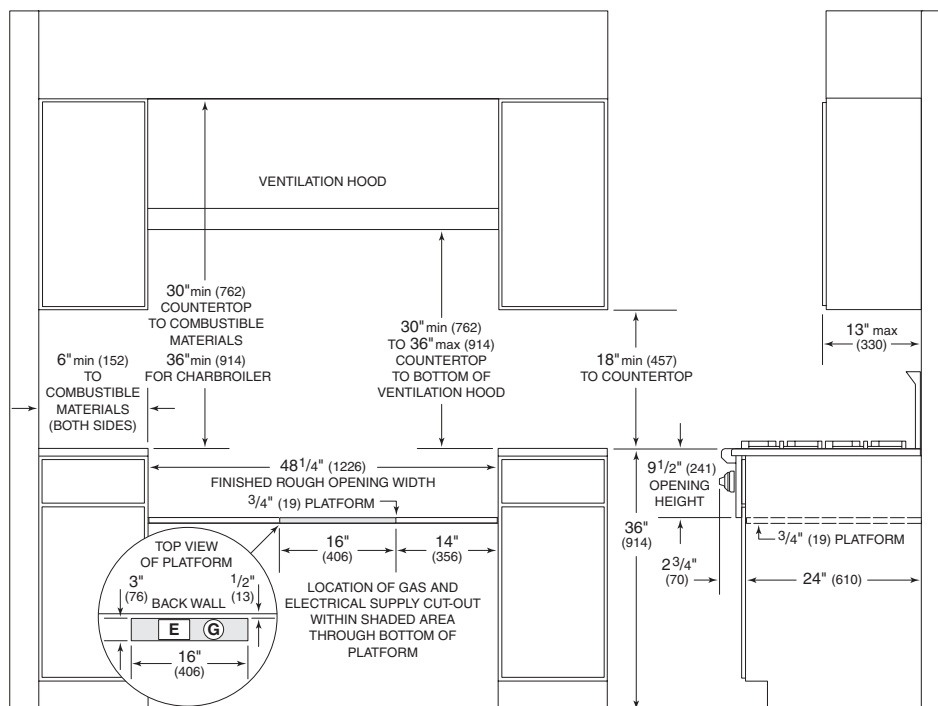 VENTILATION HOOD
30" min (762)
COUNTERTOP
TO COMBUSTIBLE
MATERIALS
36" min (914)
FOR CHARBROILER
6" min (152)
TO
COMBUSTIBLE
MATERIALS
(BOTH SIDES)
30" min (762)
TO 36" max (914)
COUNTERTOP
TO BOTTOM OF
VENTILATION HOOD
18" min (457)
TO COUNTERTOP
13" max
(330)
48 1/4" (1226)
FINISHED ROUGH OPENING WIDTH
3/4" (19) PLATFORM
9 1/2" (241)
OPENING
HEIGHT
36"
(914)
3/4" (19) PLATFORM
2 3/4"
(70)
24" (610)
16"
(406)
14"
(356)
LOCATION OF GAS AND
ELECTRICAL SUPPLY CUT-OUT
WITHIN SHADED AREA
THROUGH BOTTOM OF
PLATFORM
TOP VIEW
OF PLATFORM
3"
(76)
1/2"
(13)
BACK WALL
E G
16"
(406)